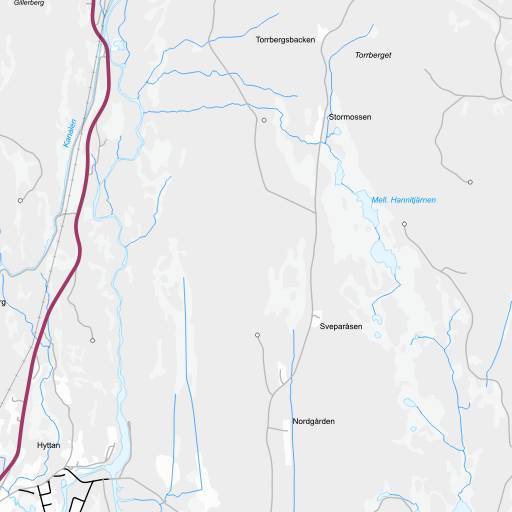 Gillerberg
Torrbergsbacken
Torrberget
Stormossen
Kanalen
Mell. Hannitjärnen
Sveparåsen
Nordgården
Hyttan